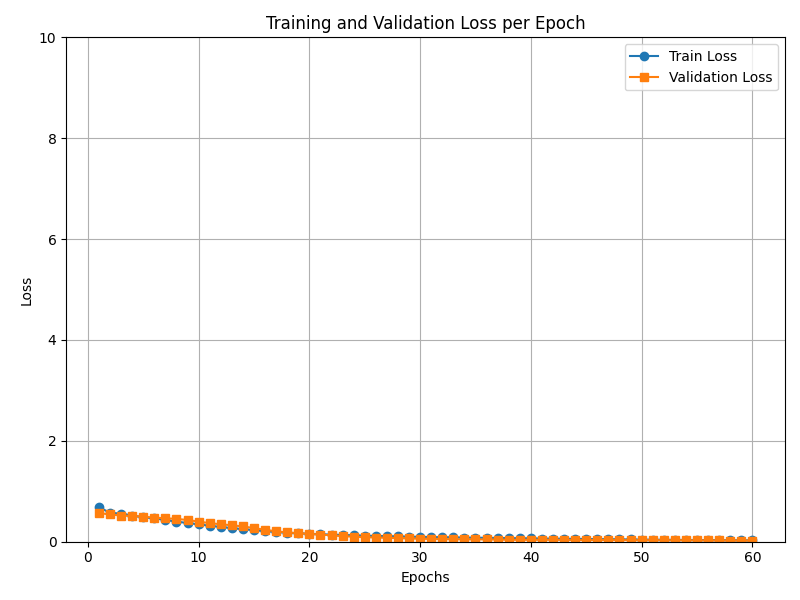 Training and Validation Loss per Epoch
Train Loss
Validation Loss
10
8
6
4
2
0
Loss
0 10 20 30 40 50 60
Epochs